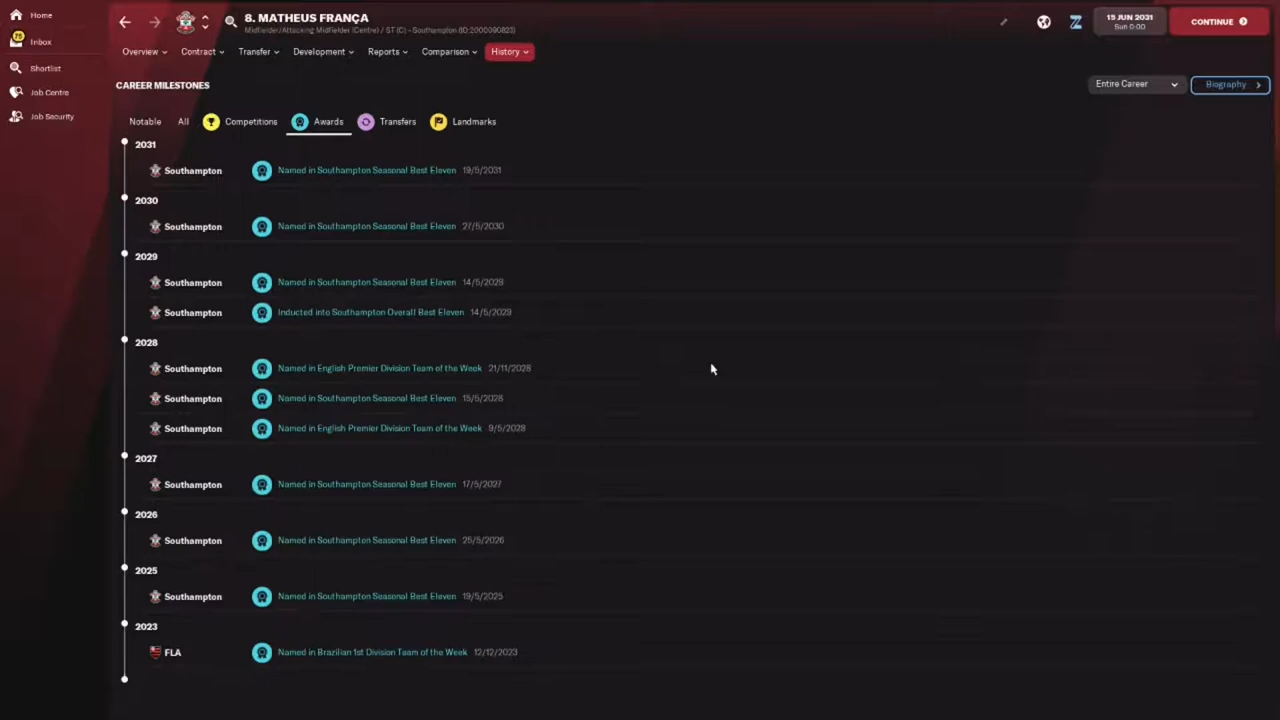 Home
8. MATHEUS FRANÇA
Midfielder/Attacking Midfielder (Centre) / ST (C) - Southampton (ID:2000090823)
15 JUN 2031
Sun 0:00
CONTINUE
75
Inbox
Overview
Contract
Transfer
Development
Reports
Comparison
History
Shortlist
Job Centre
Job Security
CAREER MILESTONES
Entire Career
Biography
Notable
All
Competitions
Awards
Transfers
Landmarks
2031
Southampton Named in Southampton Seasonal Best Eleven 19/5/2031
2030
Southampton Named in Southampton Seasonal Best Eleven 27/5/2030
2029
Southampton Named in Southampton Seasonal Best Eleven 14/5/2029
Southampton Inducted into Southampton Overall Best Eleven 14/5/2029
2028
Southampton Named in English Premier Division Team of the Week 21/11/2028
Southampton Named in Southampton Seasonal Best Eleven 15/5/2028
Southampton Named in English Premier Division Team of the Week 9/5/2028
2027
Southampton Named in Southampton Seasonal Best Eleven 17/5/2027
2026
Southampton Named in Southampton Seasonal Best Eleven 25/5/2026
2025
Southampton Named in Southampton Seasonal Best Eleven 19/5/2025
2023
FLA Named in Brazilian 1st Division Team of the Week 12/12/2023